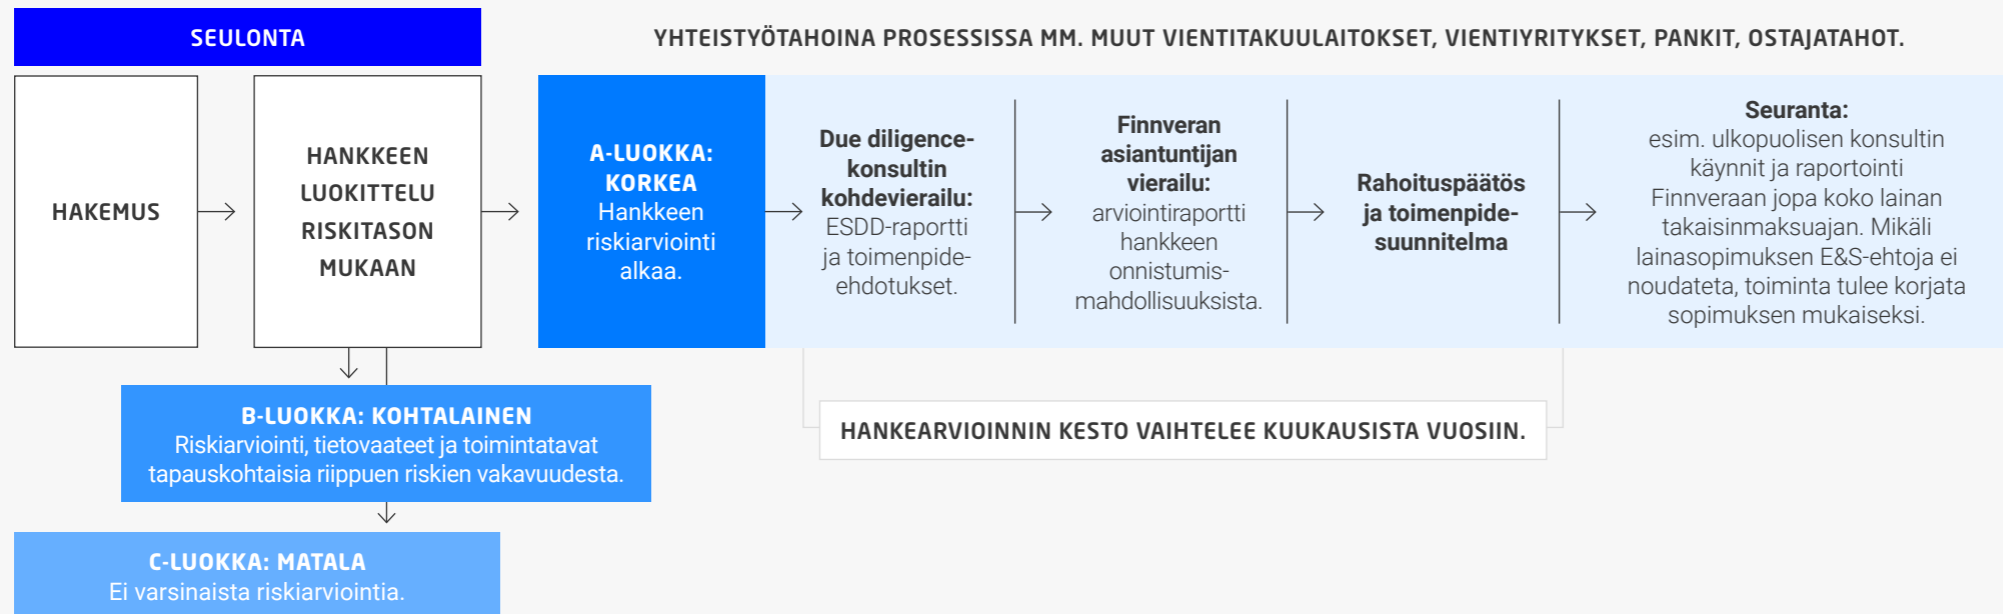 SEULONTA
YHTEISTYÖTAHOINA PROSESSISSA MM. MUUT VIENTITAKUULAITOKSET, VIENTIYRITYKSET, PANKIT, OSTAJATAHOT.
HAKEMUS
HANKKEEN
LUOKITTELU
RISKITASON
MUKAAN
A-LUOKKA:
KORKEA
Hankkeen
riskiarviointi
alkaa.
Due diligence-
konsultin
kohdevierailu:
ESDD-raportti
ja toimenpide-
ehdotukset.
Finnveran
asiantuntijan
vierailu:
arviointiraportti
hankkeen
onnistumis-
mahdollisuuksista.
Rahoituspäätös
ja toimenpide-
suunnitelma
Seuranta:
esim. ulkopuolisen konsultin
käynnit ja raportointi
Finnveraan jopa koko lainan
takaisinmaksuajan. Mikäli
lainasopimuksen E&S-ehtoja ei
noudateta, toiminta tulee korjata
sopimuksen mukaiseksi.
B-LUOKKA: KOHTALAINEN
Riskiarviointi, tietovaateet ja toimintatavat
tapauskohtaisia riippuen riskien vakavuudesta.
HANKEARVIOINNIN KESTO VAIHTELEE KUUKAUSISTA VUOSIIN.
C-LUOKKA: MATALA
Ei varsinaista riskiarviointia.